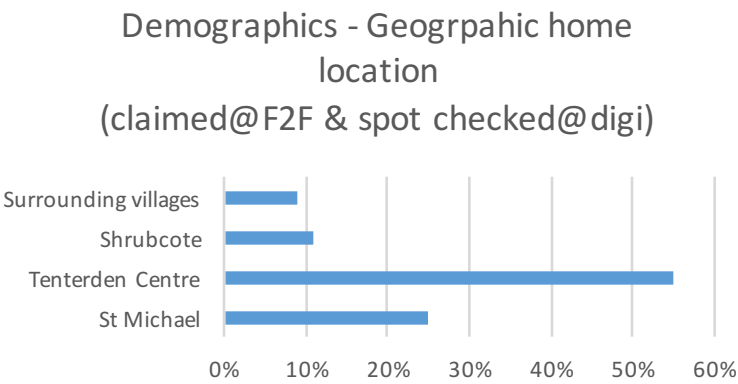 Demographics - Geogrpahic home
location
(claimed@F2F & spot checked@digi)
Surrounding villages
Shrubcote
Tenterden Centre
St Michael
0% 10% 20% 30% 40% 50% 60%